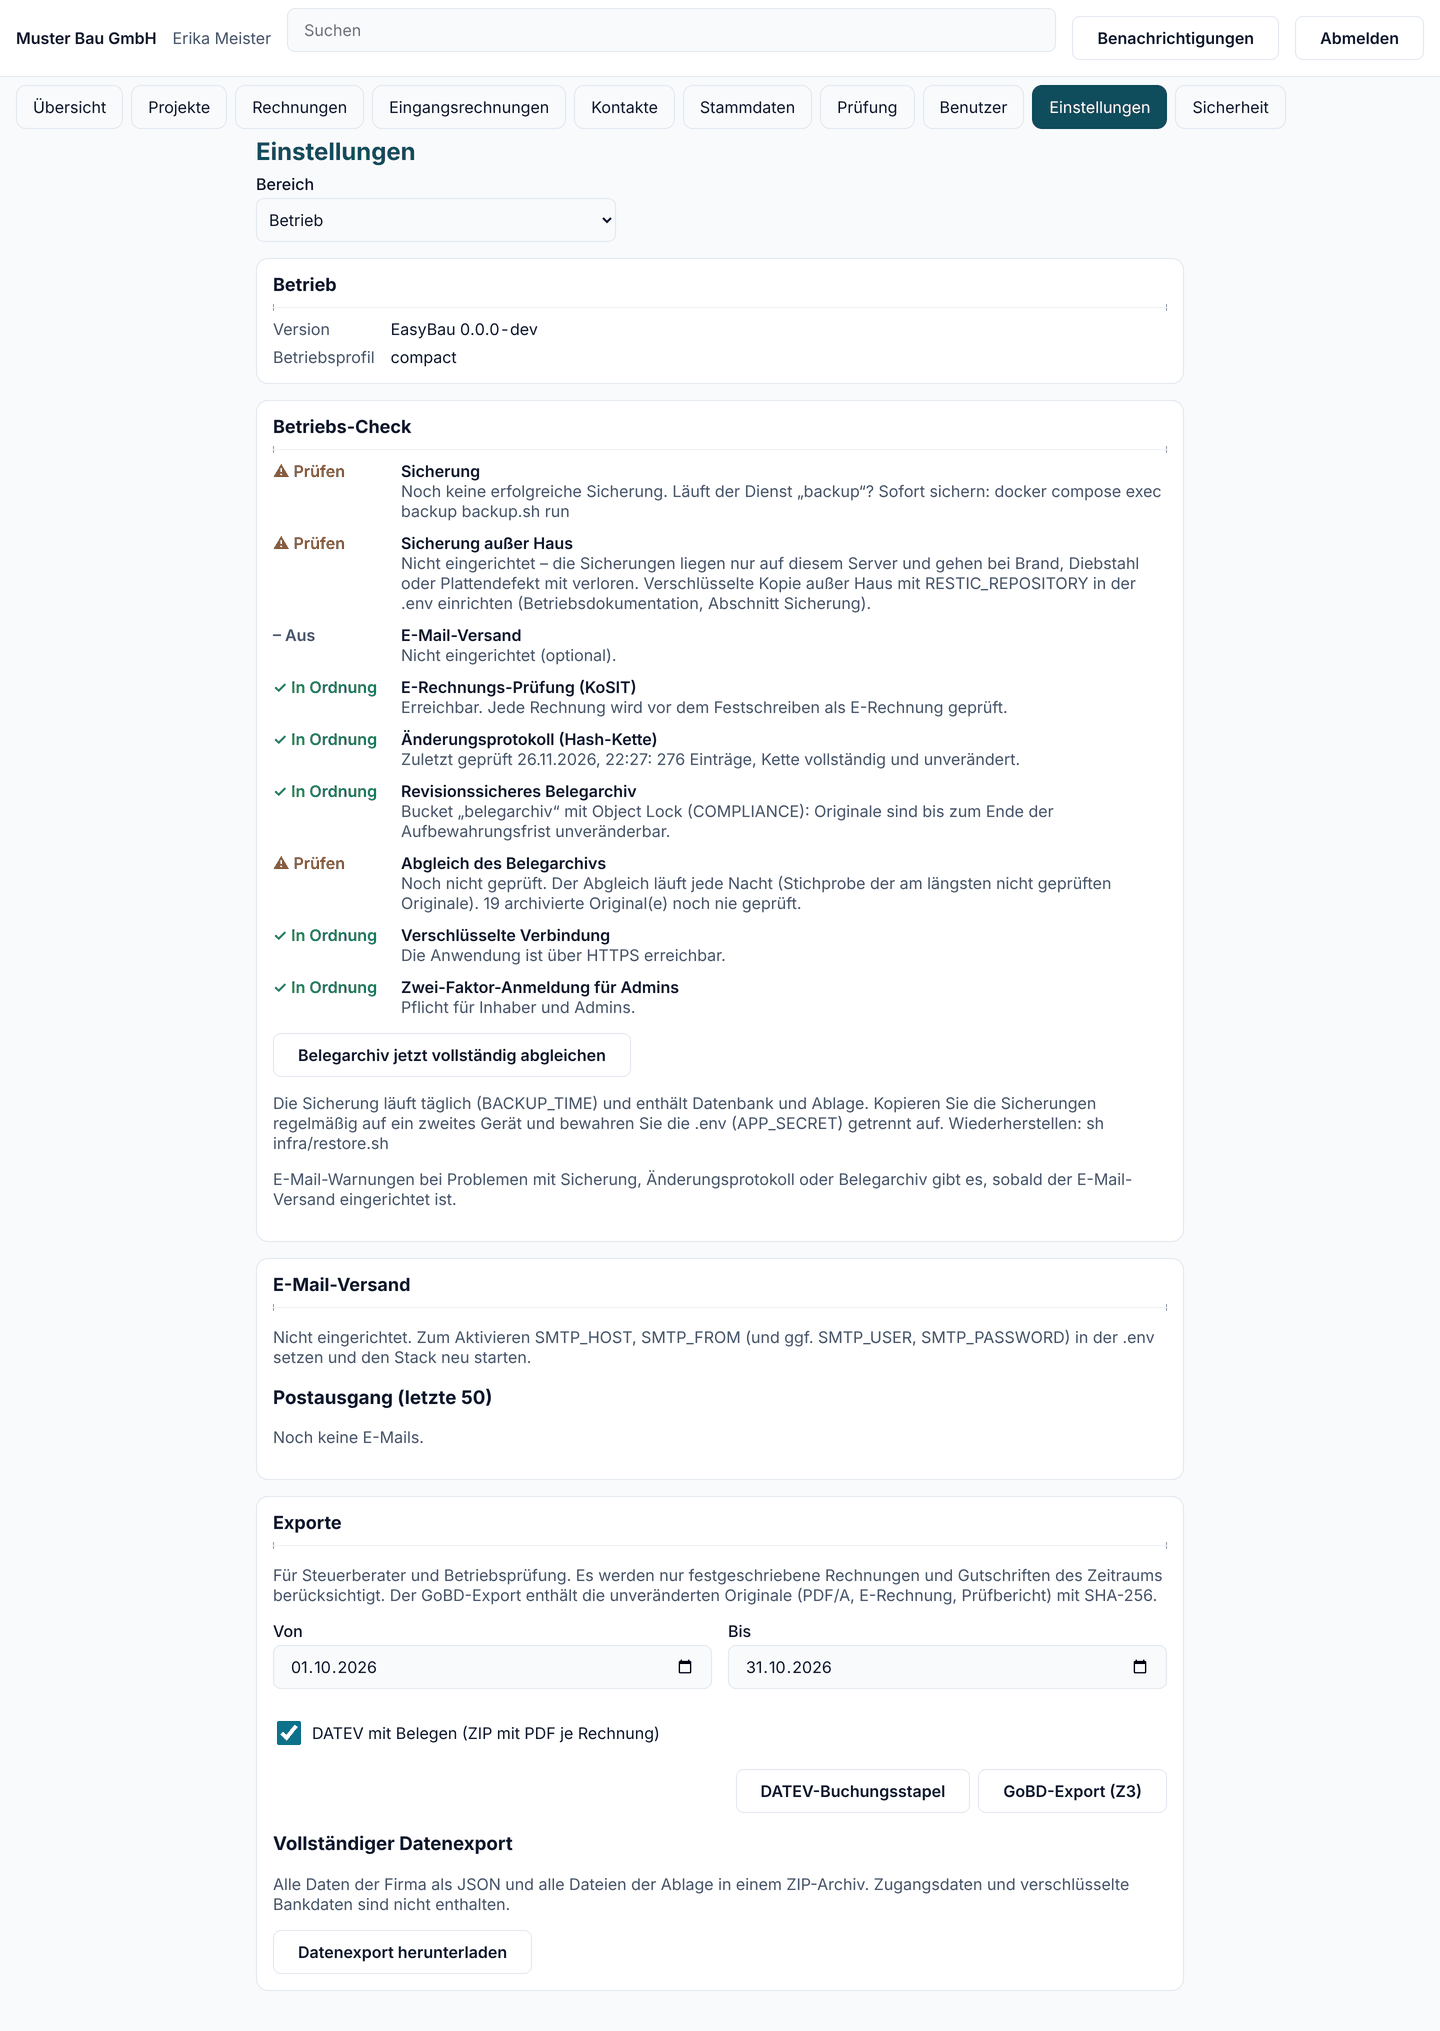 Muster Bau GmbH Erika Meister Suchen Benachrichtigungen Abmelden
Übersicht Projekte Rechnungen Eingangsrechnungen Kontakte Stammdaten Prüfung Benutzer Einstellungen Sicherheit
Einstellungen
Bereich
Betrieb
Betrieb
Version EasyBau 0.0.0-dev
Betriebsprofil compact
Betriebs-Check
Prüfen Sicherung
Noch keine erfolgreiche Sicherung. Läuft der Dienst „backup“? Sofort sichern: docker compose exec
backup backup.sh run
Prüfen Sicherung außer Haus
Nicht eingerichtet – die Sicherungen liegen nur auf diesem Server und gehen bei Brand, Diebstahl
oder Plattendefekt mit verloren. Verschlüsselte Kopie außer Haus mit RESTIC_REPOSITORY in der
.env einrichten (Betriebsdokumentation, Abschnitt Sicherung).
– Aus E-Mail-Versand
Nicht eingerichtet (optional).
✓ In Ordnung E-Rechnungs-Prüfung (KoSIT)
Erreichbar. Jede Rechnung wird vor dem Festschreiben als E-Rechnung geprüft.
✓ In Ordnung Änderungsprotokoll (Hash-Kette)
Zuletzt geprüft 26.11.2026, 22:27: 276 Einträge, Kette vollständig und unverändert.
✓ In Ordnung Revisionssicheres Belegarchiv
Bucket „belegarchiv“ mit Object Lock (COMPLIANCE): Originale sind bis zum Ende der
Aufbewahrungsfrist unveränderbar.
Prüfen Abgleich des Belegarchivs
Noch nicht geprüft. Der Abgleich läuft jede Nacht (Stichprobe der am längsten nicht geprüften
Originale). 19 archivierte Original(e) noch nie geprüft.
✓ In Ordnung Verschlüsselte Verbindung
Die Anwendung ist über HTTPS erreichbar.
✓ In Ordnung Zwei-Faktor-Anmeldung für Admins
Pflicht für Inhaber und Admins.
Belegarchiv jetzt vollständig abgleichen
Die Sicherung läuft täglich (BACKUP_TIME) und enthält Datenbank und Ablage. Kopieren Sie die Sicherungen
regelmäßig auf ein zweites Gerät und bewahren Sie die .env (APP_SECRET) getrennt auf. Wiederherstellen: sh
infra/restore.sh
E-Mail-Warnungen bei Problemen mit Sicherung, Änderungsprotokoll oder Belegarchiv gibt es, sobald der E-Mail-
Versand eingerichtet ist.
E-Mail-Versand
Nicht eingerichtet. Zum Aktivieren SMTP_HOST, SMTP_FROM (und ggf. SMTP_USER, SMTP_PASSWORD) in der .env
setzen und den Stack neu starten.
Postausgang (letzte 50)
Noch keine E-Mails.
Exporte
Für Steuerberater und Betriebsprüfung. Es werden nur festgeschriebene Rechnungen und Gutschriften des Zeitraums
berücksichtigt. Der GoBD-Export enthält die unveränderten Originale (PDF/A, E-Rechnung, Prüfbericht) mit SHA-256.
Von Bis
01.10.2026 31.10.2026
DATEV mit Belegen (ZIP mit PDF je Rechnung)
DATEV-Buchungsstapel GoBD-Export (Z3)
Vollständiger Datenexport
Alle Daten der Firma als JSON und alle Dateien der Ablage in einem ZIP-Archiv. Zugangsdaten und verschlüsselte
Bankdaten sind nicht enthalten.
Datenexport herunterladen